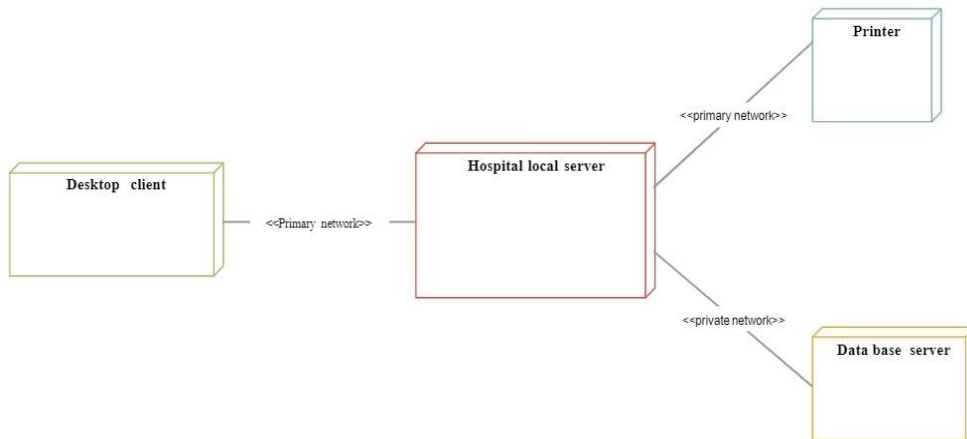 Printer
<<primary network>>
Hospital local server
Desktop client
<<Primary network>>
<<private network>>
Data base server